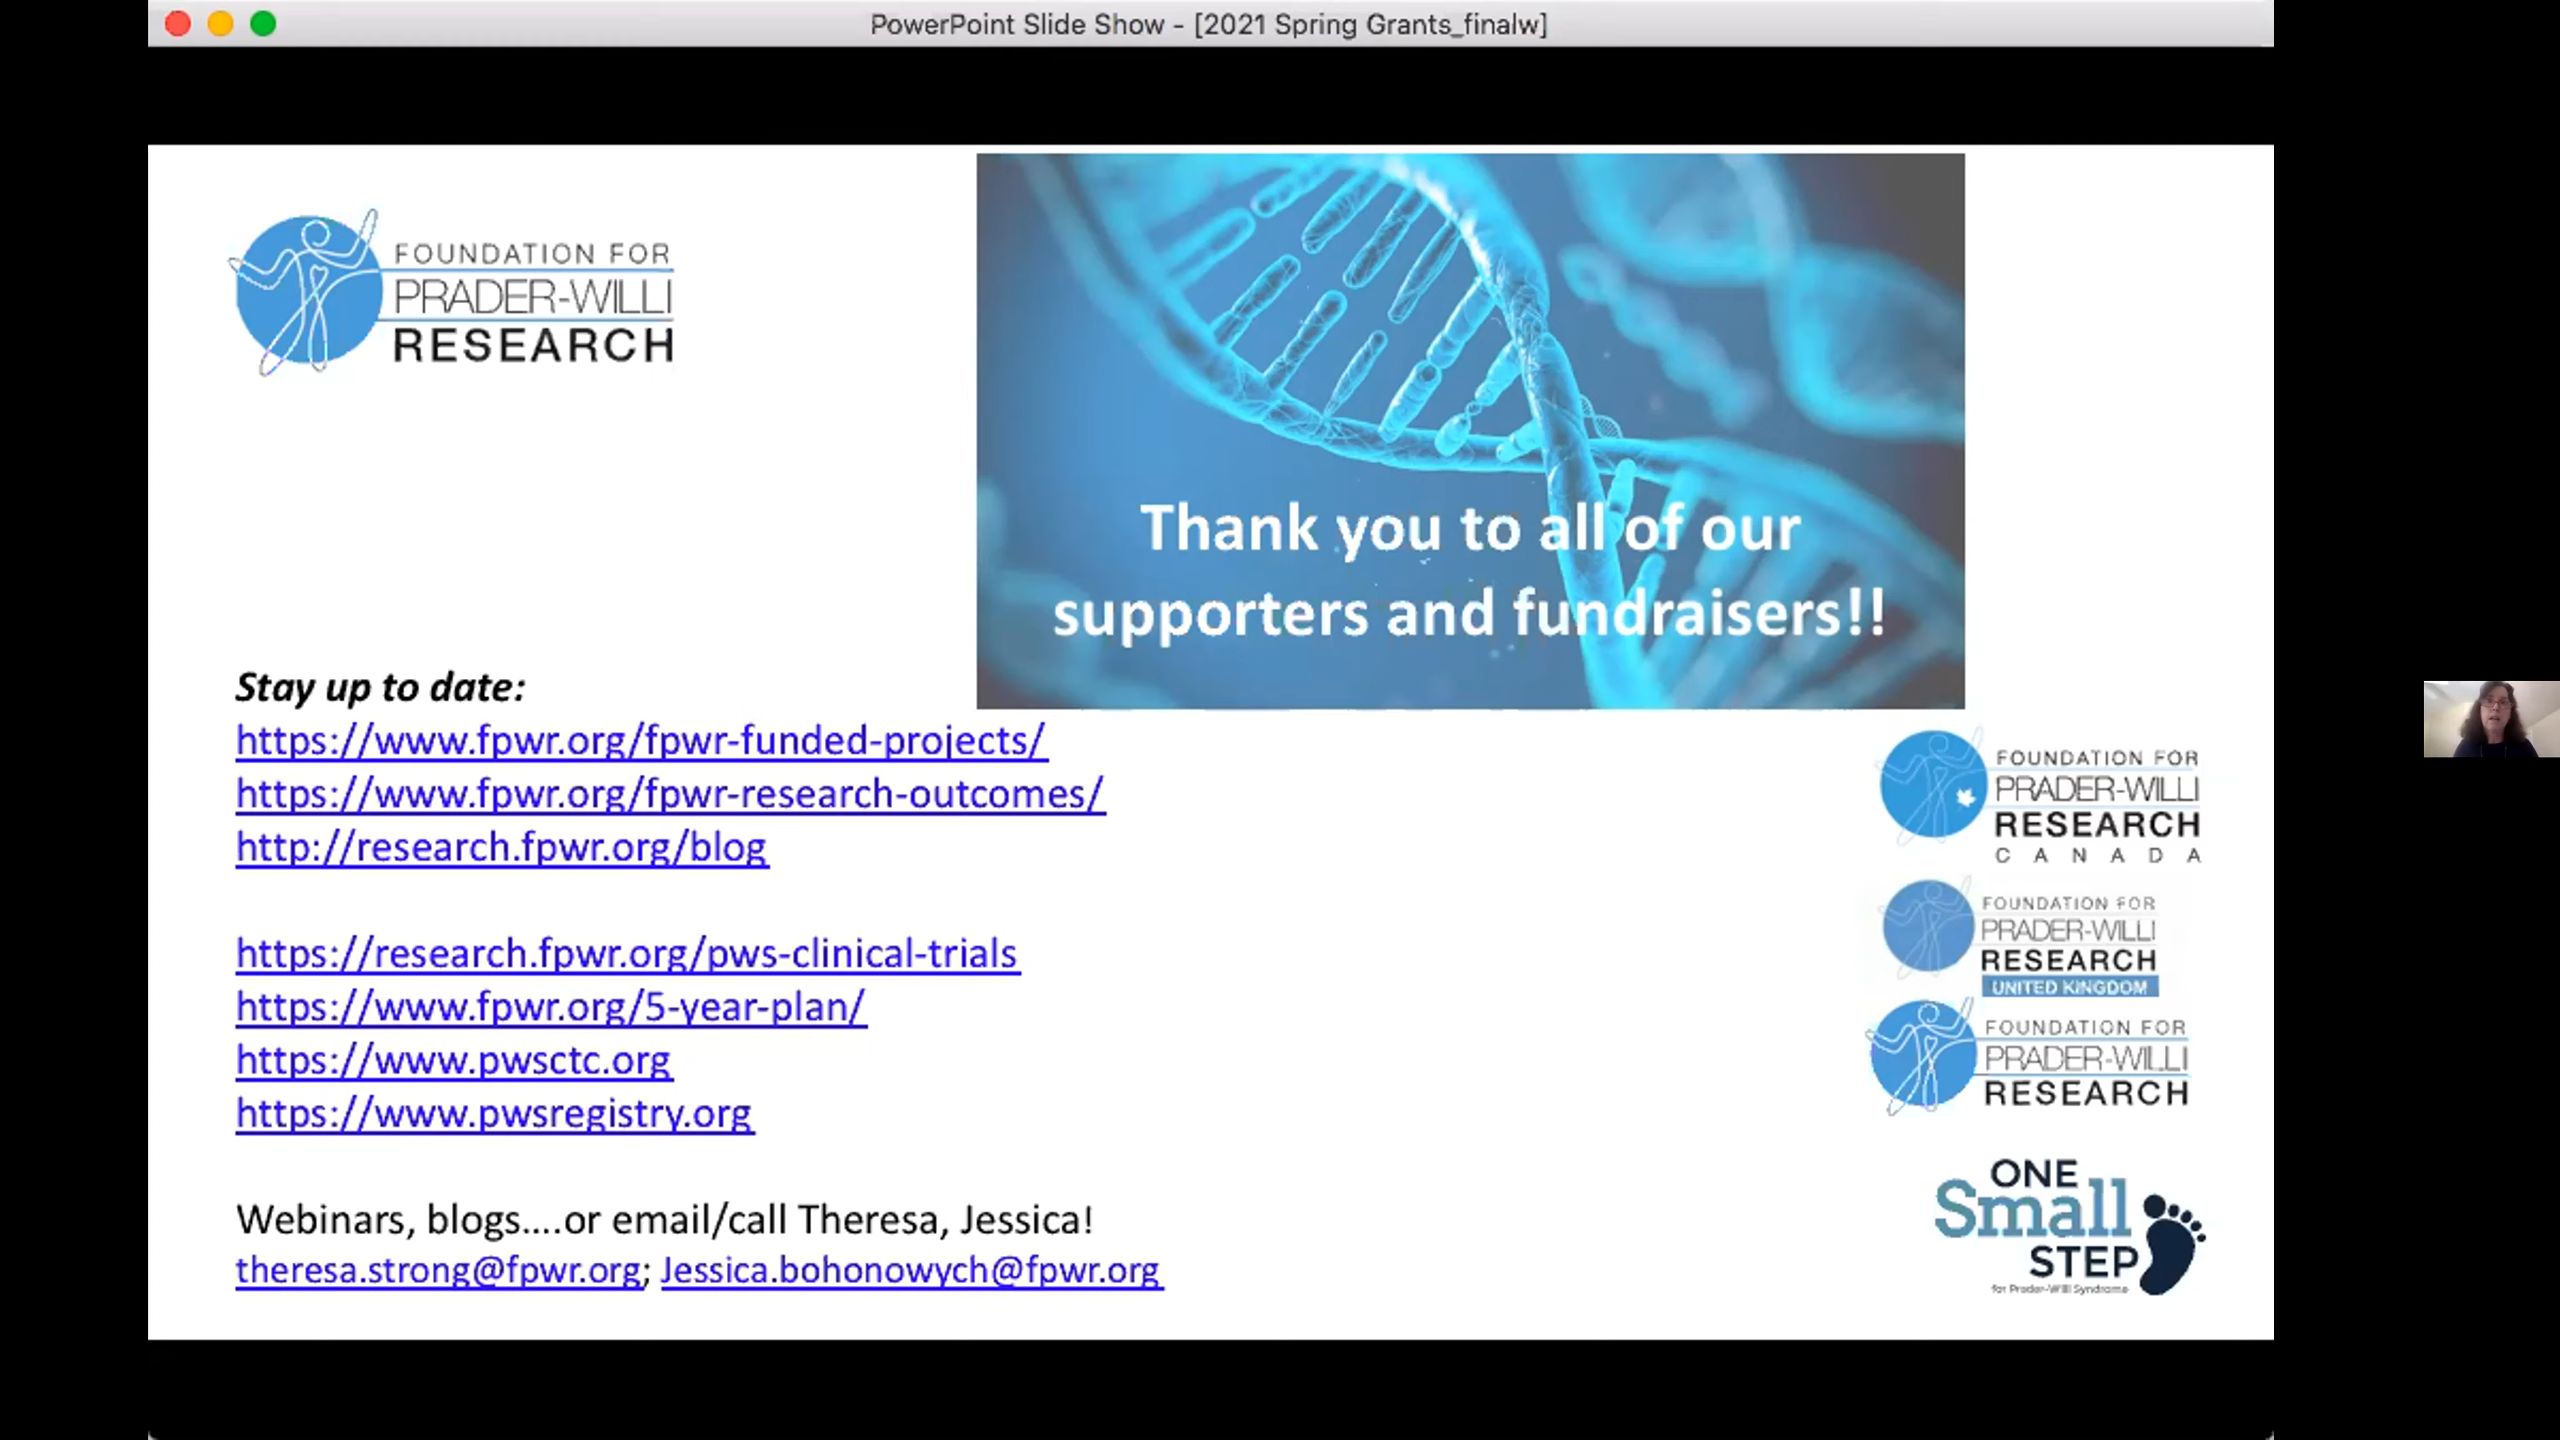 PowerPoint Slide Show - [2021 Spring Grants_finalw]
FOUNDATION FOR
PRADER-WILLI
RESEARCH
Thank you to all of our
supporters and fundraisers!!
Stay up to date:
https://www.fpwr.org/fpwr-funded-projects/
https://www.fpwr.org/fpwr-research-outcomes/
http://research.fpwr.org/blog
https://research.fpwr.org/pws-clinical-trials
https://www.fpwr.org/5-year-plan/
https://www.pwsctc.org
https://www.pwsregistry.org
Webinars, blogs....or email/call Theresa, Jessica!
theresa.strong@fpwr.org; Jessica.bohonowych@fpwr.org
FOUNDATION FOR
PRADER-WILLI
RESEARCH
CANADA
FOUNDATION FOR
PRADER-WILLI
RESEARCH
UNITED KINGDOM
FOUNDATION FOR
PRADER-WILLI
RESEARCH
ONE
Small
STEP
for Prader-Willi Syndrome